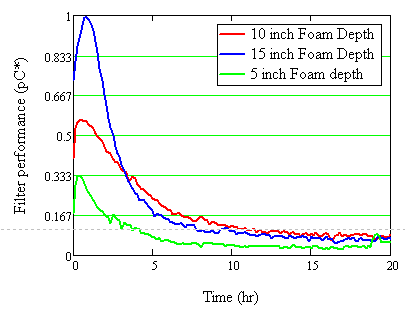 1
10 inch Foam Depth
15 inch Foam Depth
5 inch Foam depth
0.833
0.667
0.5
0.333
0.167
0
0 5 10 15 20
Filter performance (pC*)
Time (hr)